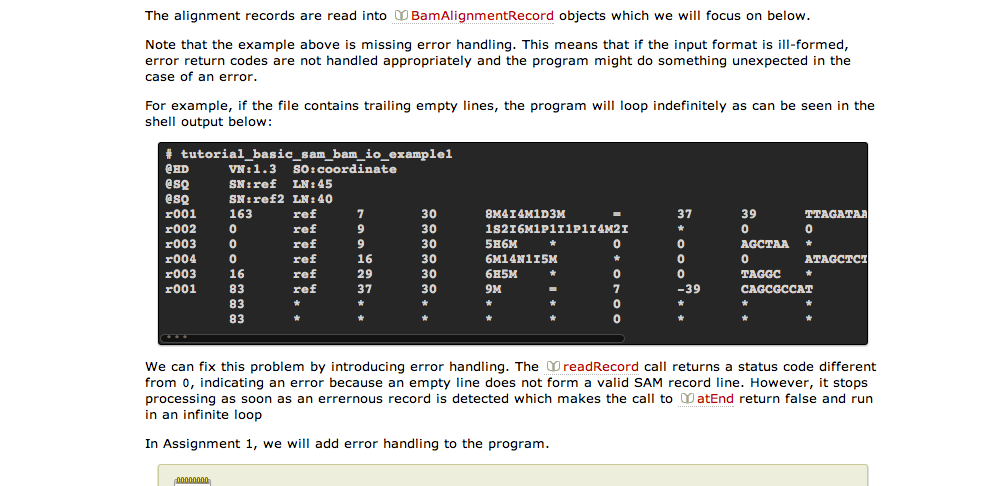 The alignment records are read into BamAlignmentRecord objects which we will focus on below.
Note that the example above is missing error handling. This means that if the input format is ill-formed,
error return codes are not handled appropriately and the program might do something unexpected in the
case of an error.
For example, if the file contains trailing empty lines, the program will loop indefinitely as can be seen in the
shell output below:
# tutorial_basic_sam_bam_io_example1
@HD VN:1.3 SO:coordinate
@SQ SN:ref LN:45
@SQ SN:ref2 LN:40
r001 163 ref 7 30 8M4I4M1D3M = 37 39 TTAGATAA
r002 0 ref 9 30 1S2I6M1P1I1P1I4M2I * 0 0
r003 0 ref 9 30 5H6M * 0 0 AGCTAA *
r004 0 ref 16 30 6M14N1I5M * 0 0 ATAGCTCT
r003 16 ref 29 30 6H5M * 0 0 TAGGC *
r001 83 ref 37 30 9M = 7 -39 CAGCGCCAT
83 * * * * * 0 * * *
83 * * * * * 0 * * *
We can fix this problem by introducing error handling. The readRecord call returns a status code different
from 0, indicating an error because an empty line does not form a valid SAM record line. However, it stops
processing as soon as an errernous record is detected which makes the call to atEnd return false and run
in an infinite loop
In Assignment 1, we will add error handling to the program.